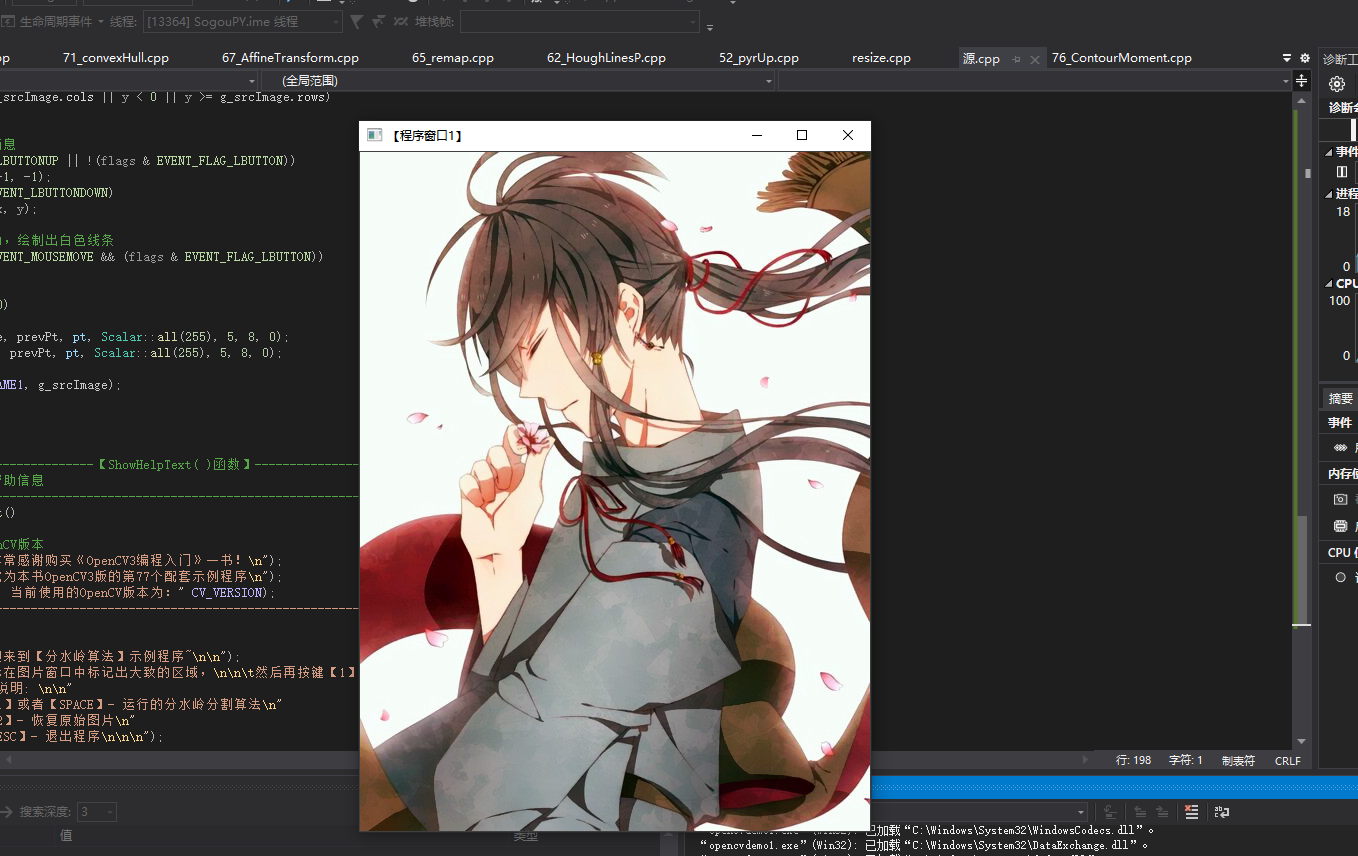 生命周期事件 线程: [13364] SogouPY.ime 线程 堆栈帧:
71_convexHull.cpp 67_AffineTransform.cpp 65_remap.cpp 62_HoughLinesP.cpp 52_pyrUp.cpp resize.cpp 源.cpp 76_ContourMoment.cpp
诊断工
(全局范围)
_srcImage.cols || y < 0 || y >= g_srcImage.rows)
诊断会
【程序窗口1】
息
LBUTTONUP || !(flags & EVENT_FLAG_LBUTTON))
-1, -1);
VENT_LBUTTONDOWN)
x, y);
，绘制出白色线条
VENT_MOUSEMOVE && (flags & EVENT_FLAG_LBUTTON))
0)
e, prevPt, pt, Scalar::all(255), 5, 8, 0);
prevPt, pt, Scalar::all(255), 5, 8, 0);
AME1, g_srcImage);
事件
进程
18
0
CPU
100
0
摘要
事件
内存使
CPU
--------------【ShowHelpText( )函数】---------------
助信息
t()
nCV版本
常感谢购买《OpenCV3编程入门》一书！\n");
为本书OpenCV3版的第77个配套示例程序\n");
当前使用的OpenCV版本为：" CV_VERSION);
来到【分水岭算法】示例程序~\n\n");
在图片窗口中标记出大致的区域，\n\n\t然后再按键【1】
说明: \n\n"
】或者【SPACE】- 运行的分水岭分割算法\n"
2】- 恢复原始图片\n"
ESC】- 退出程序\n\n\n");
行: 198 字符: 1 制表符 CRLF
搜索深度: 3
值 类型
“opencvdemo1.exe”(Win32): 已加载“C:\Windows\System32\WindowsCodecs.dll”。
“opencvdemo1.exe”(Win32): 已加载“C:\Windows\System32\DataExchange.dll”。